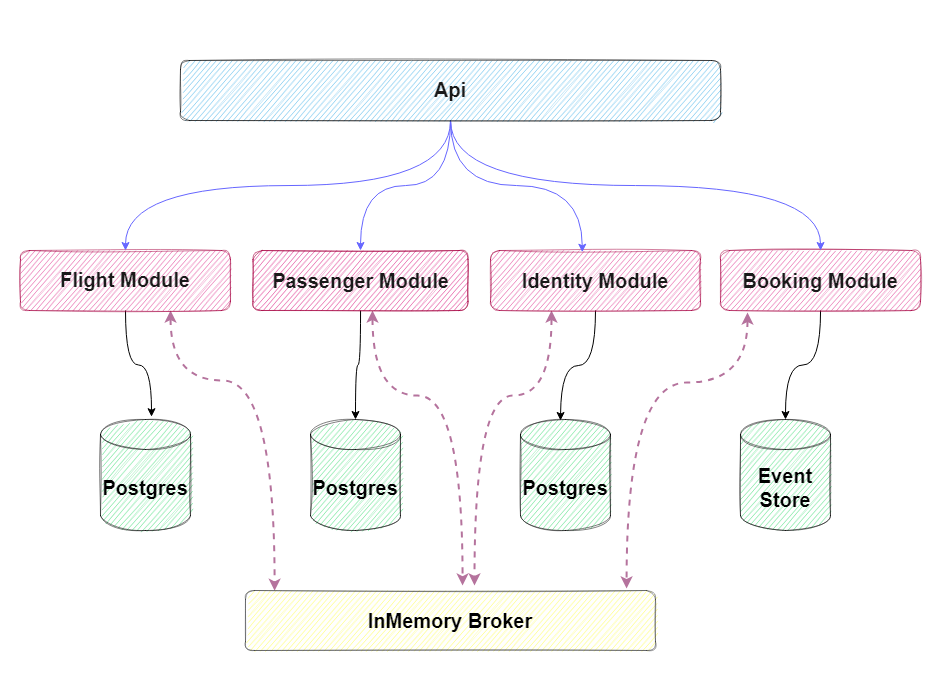 Api
Flight Module
Passenger Module
Identity Module
Booking Module
Postgres
Postgres
Postgres
Event
Store
InMemory Broker